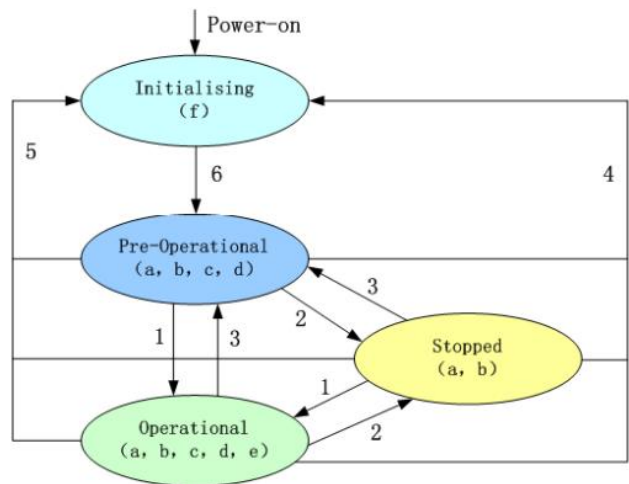 Power-on
Initialising
(f)
5
4
6
Pre-Operational
(a, b, c, d)
3
2
1
3
Stopped
(a, b)
1
Operational
(a, b, c, d, e)
2